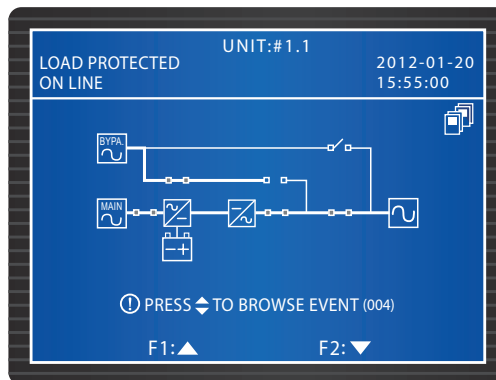 UNIT:#1.1
LOAD PROTECTED
ON LINE
2012-01-20
15:55:00
BYPA.
MAIN
PRESS TO BROWSE EVENT (004)
F1:
F2: